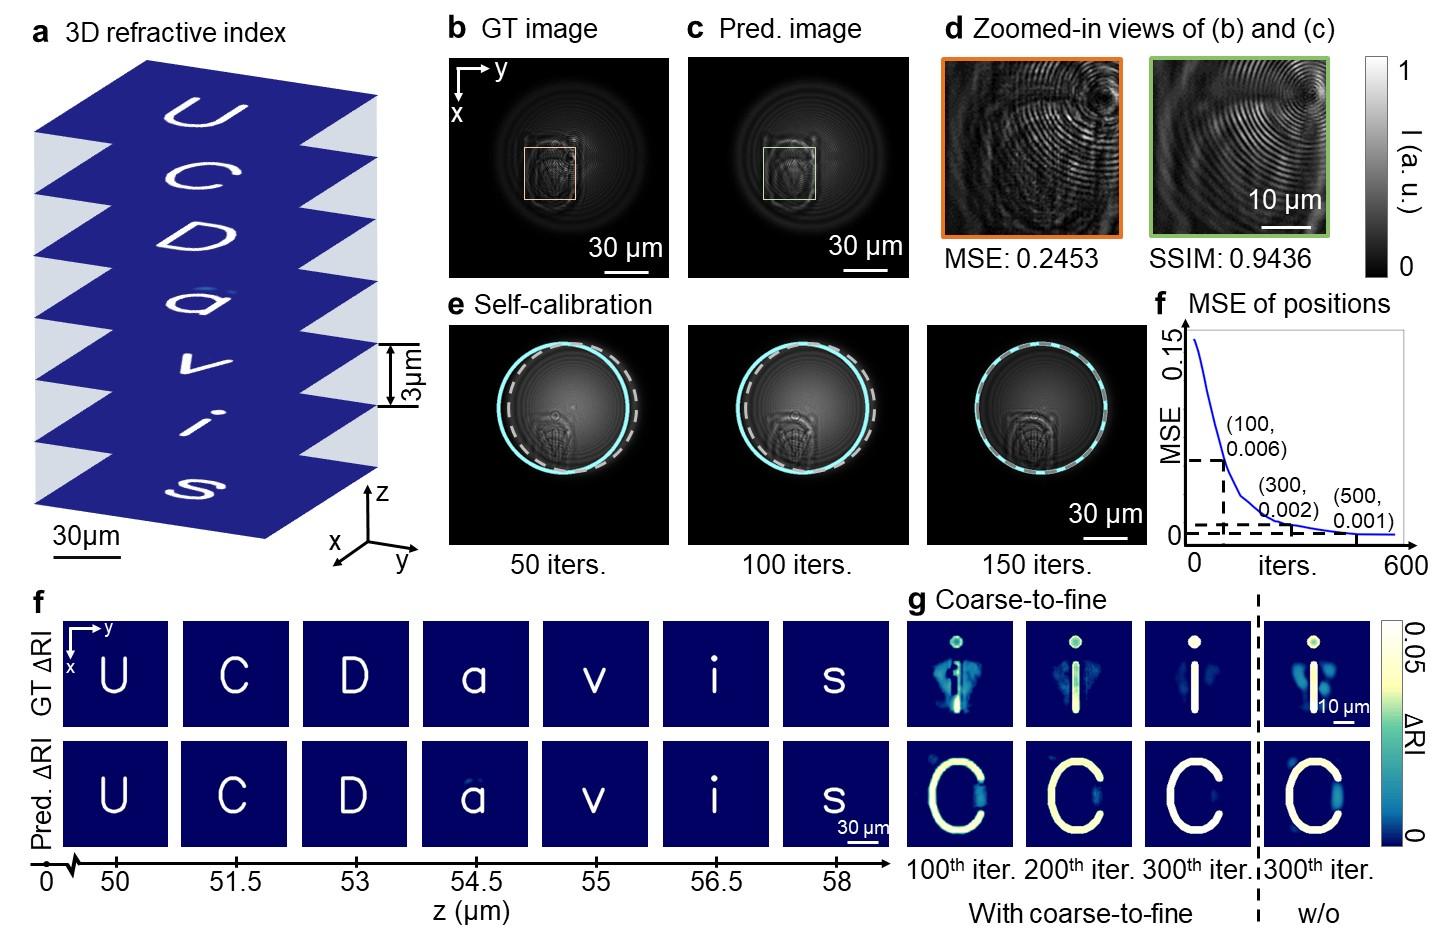 a 3D refractive index
U
C
D
a
v
i
s
3μm
30μm
z
x
y
b GT image
y
x
30 μm
c Pred. image
30 μm
d Zoomed-in views of (b) and (c)
10 μm
MSE: 0.2453
SSIM: 0.9436
1
I (a. u.)
0
e Self-calibration
30 μm
50 iters.
100 iters.
150 iters.
f MSE of positions
0.15
MSE
0
(100,
0.006)
(300,
0.002)
(500,
0.001)
0
iters.
600
f
GT ΔRI
y
x
U C D a v i s
Pred. ΔRI
U C D a v i s
30 μm
0 50 51.5 53 54.5 55 56.5 58
z (μm)
g Coarse-to-fine
i i i i
10 μm
C C C C
0.05
ΔRI
0
100th iter. 200th iter. 300th iter. 300th iter.
With coarse-to-fine w/o